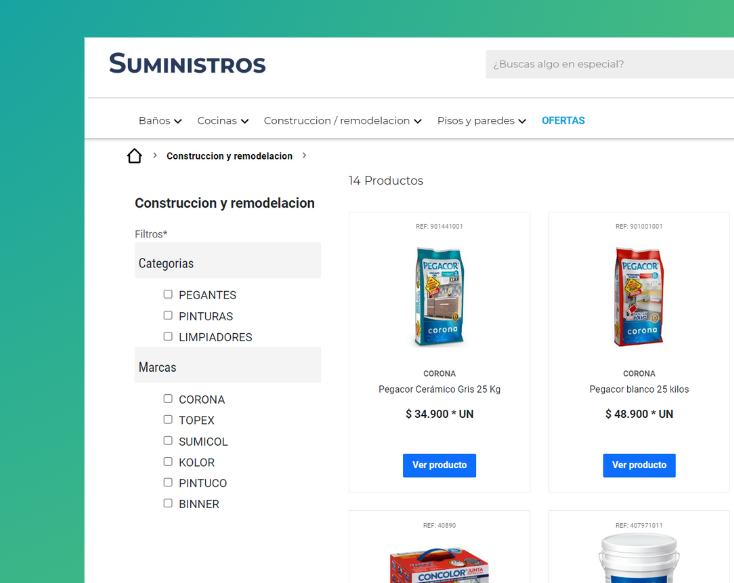 SUMINISTROS
¿Buscas algo en especial?
Baños
Cocinas
Construccion / remodelacion
Pisos y paredes
OFERTAS
Construccion y remodelacion
14 Productos
Construccion y remodelacion
Filtros*
Categorias
PEGANTES
PINTURAS
LIMPIADORES
Marcas
CORONA
TOPEX
SUMICOL
KOLOR
PINTUCO
BINNER
REF: 901441001
PEGACOR
corona
CORONA
Pegacor Cerámico Gris 25 Kg
$ 34.900 * UN
Ver producto
REF: 901001001
PEGACOR
corona
CORONA
Pegacor blanco 25 kilos
$ 48.900 * UN
Ver producto
REF: 40890
CONCOLOR JUNTA
REF: 407971011